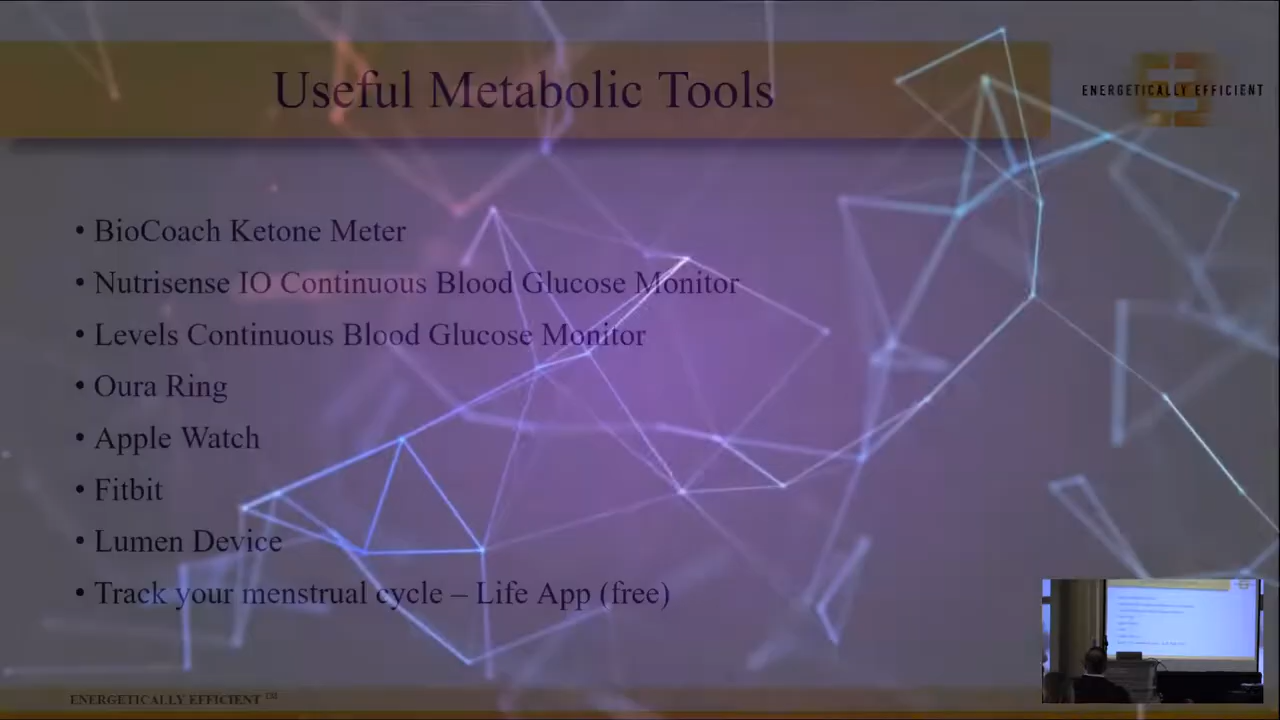 Useful Metabolic Tools
ENERGETICALLY EFFICIENT
• BioCoach Ketone Meter
• Nutrisense IO Continuous Blood Glucose Monitor
• Levels Continuous Blood Glucose Monitor
• Oura Ring
• Apple Watch
• Fitbit
• Lumen Device
• Track your menstrual cycle – Life App (free)
ENERGETICALLY EFFICIENT ™